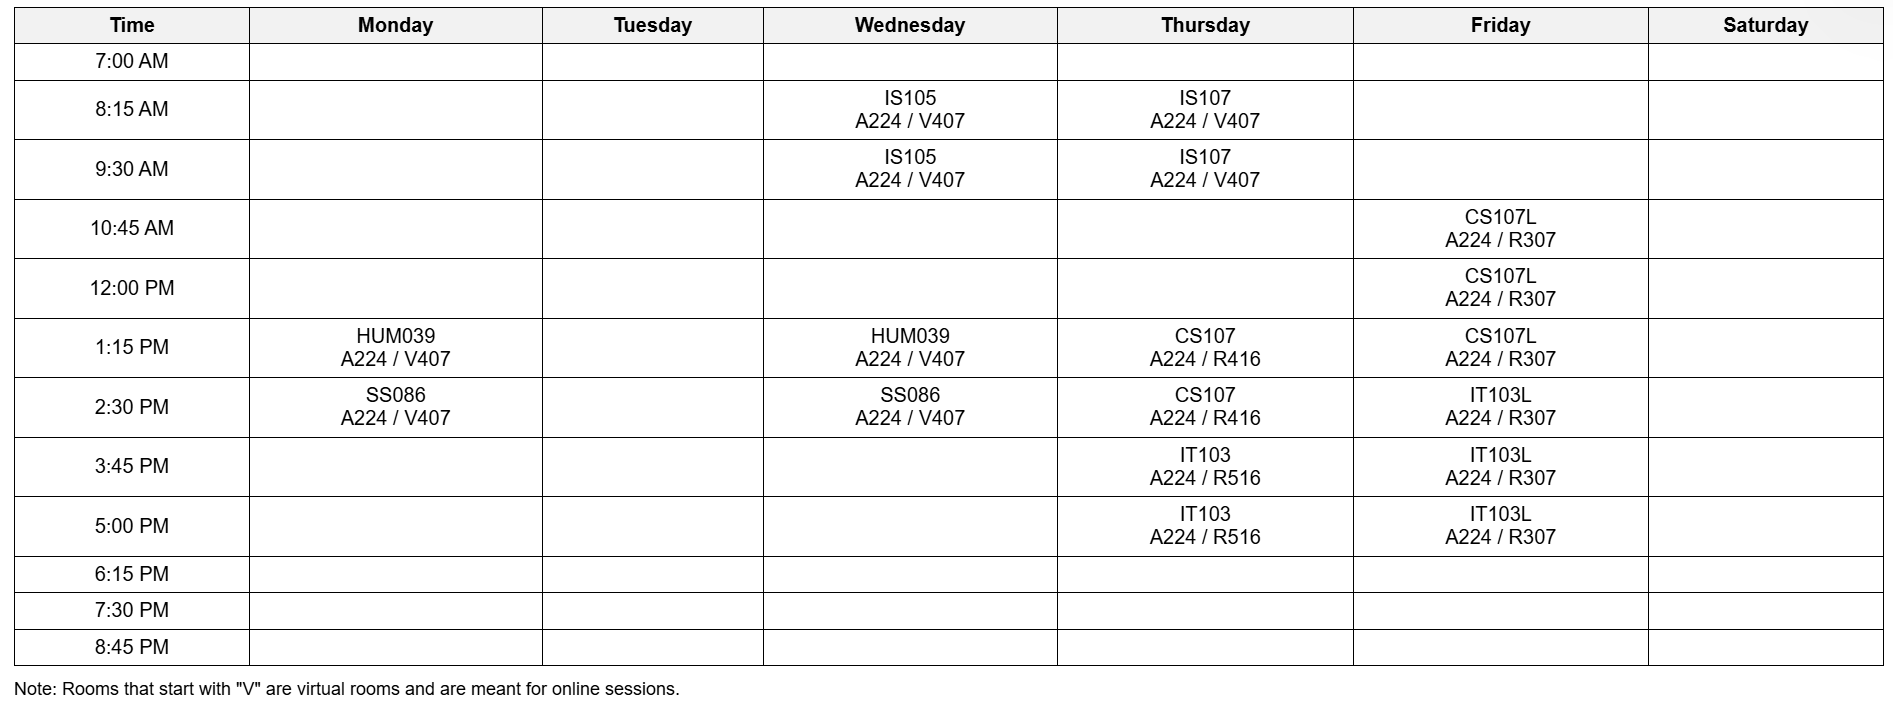 Time Monday Tuesday Wednesday Thursday Friday Saturday
7:00 AM
8:15 AM
IS105 IS107
A224 / V407 A224 / V407
9:30 AM
IS105 IS107
A224 / V407 A224 / V407
10:45 AM
CS107L
A224 / R307
12:00 PM
CS107L
A224 / R307
1:15 PM
HUM039 HUM039 CS107 CS107L
A224 / V407 A224 / V407 A224 / R416 A224 / R307
2:30 PM
SS086 SS086 CS107 IT103L
A224 / V407 A224 / V407 A224 / R416 A224 / R307
3:45 PM
IT103 IT103L
A224 / R516 A224 / R307
5:00 PM
IT103 IT103L
A224 / R516 A224 / R307
6:15 PM
7:30 PM
8:45 PM
Note: Rooms that start with "V" are virtual rooms and are meant for online sessions.